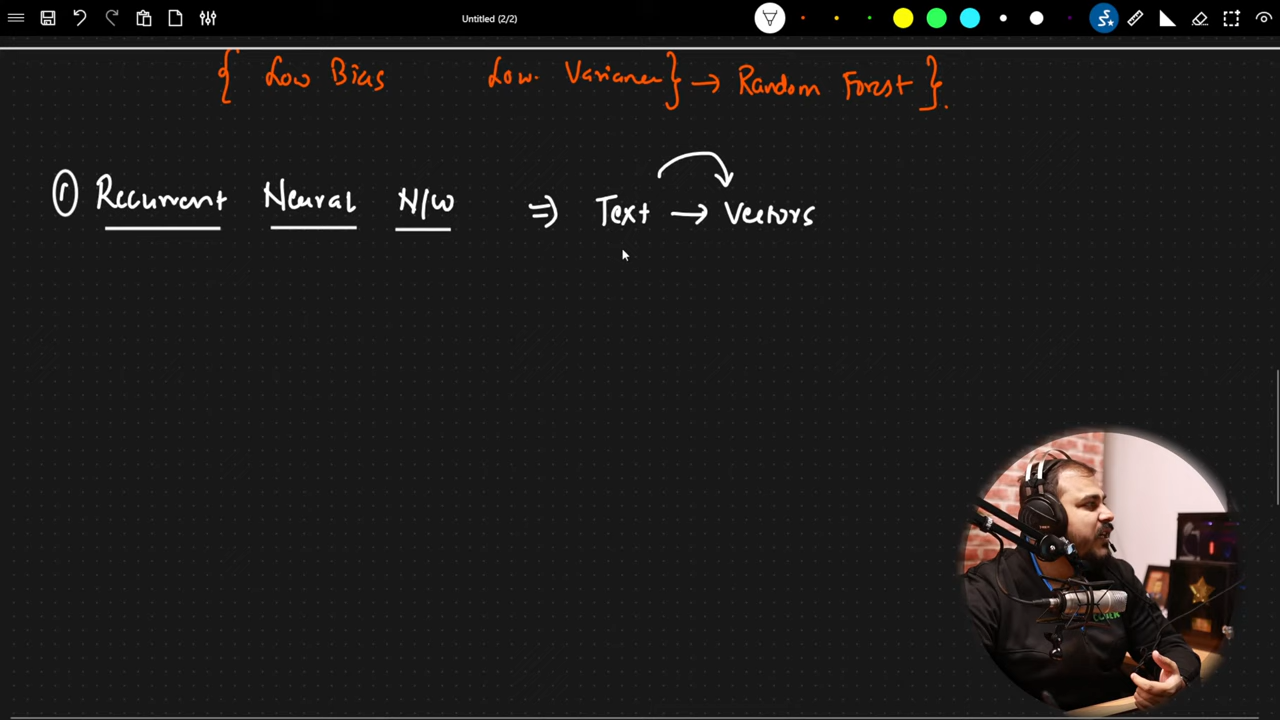 Untitled (2/2)
{ Low Bias Low. Variance } → Random Forest }.
① Recurrent Neural N/W ⇒ Text → Vectors